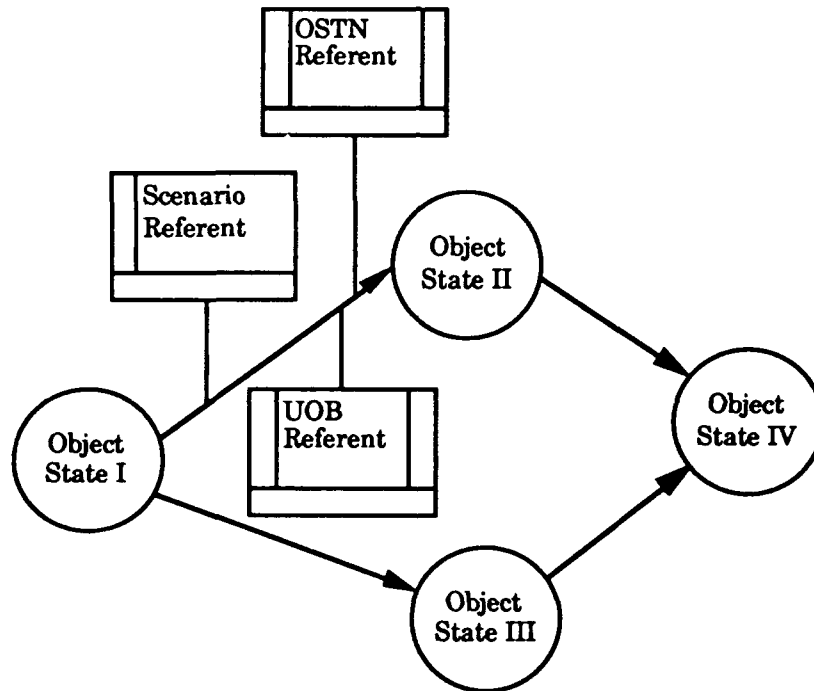 OSTN
Referent
Scenario
Referent
Object
State II
UOB
Referent
Object
State IV
Object
State I
Object
State III